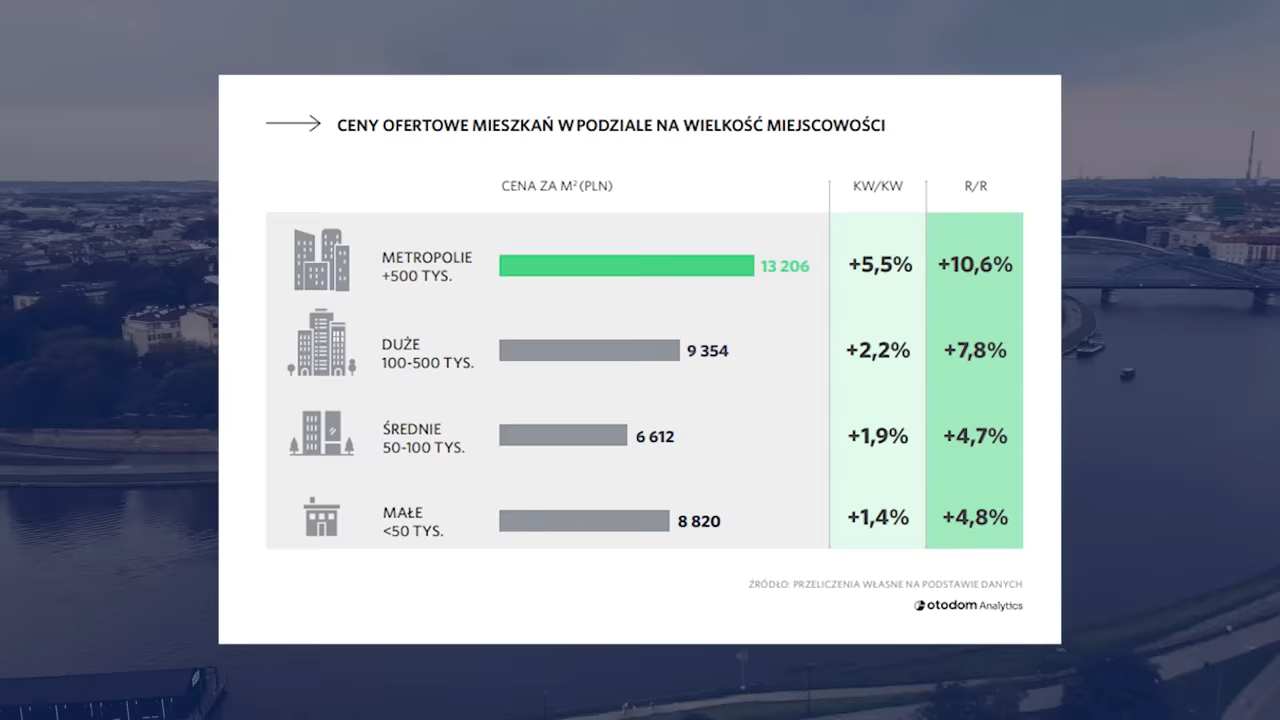 CENY OFERTOWE MIESZKAŃ W PODZIALE NA WIELKOŚĆ MIEJSCOWOŚCI
CENA ZA M² (PLN) KW/KW R/R
METROPOLIE
+500 TYS.
13 206 +5,5% +10,6%
DUŻE
100-500 TYS.
9 354 +2,2% +7,8%
ŚREDNIE
50-100 TYS.
6 612 +1,9% +4,7%
MAŁE
<50 TYS.
8 820 +1,4% +4,8%
ŹRÓDŁO: PRZELICZENIA WŁASNE NA PODSTAWIE DANYCH
otodom Analytics